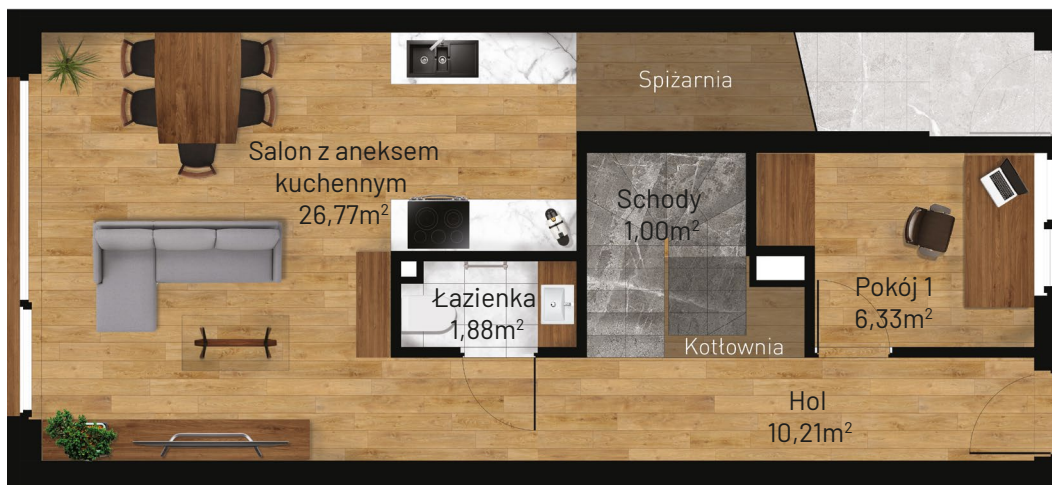 Spiżarnia
Salon z aneksem
kuchennym
26,77m²
Schody
1,00m²
Łazienka
1,88m²
Pokój 1
6,33m²
Kotłownia
Hol
10,21m²